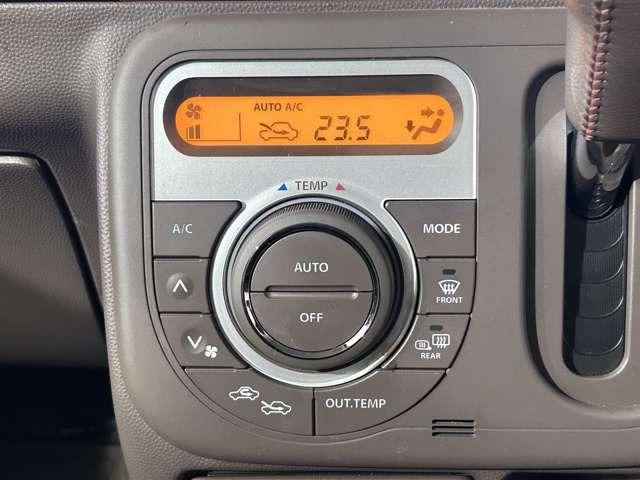 AUTO A/C
23.5
TEMP
A/C
MODE
AUTO
OFF
FRONT
REAR
OUT.TEMP